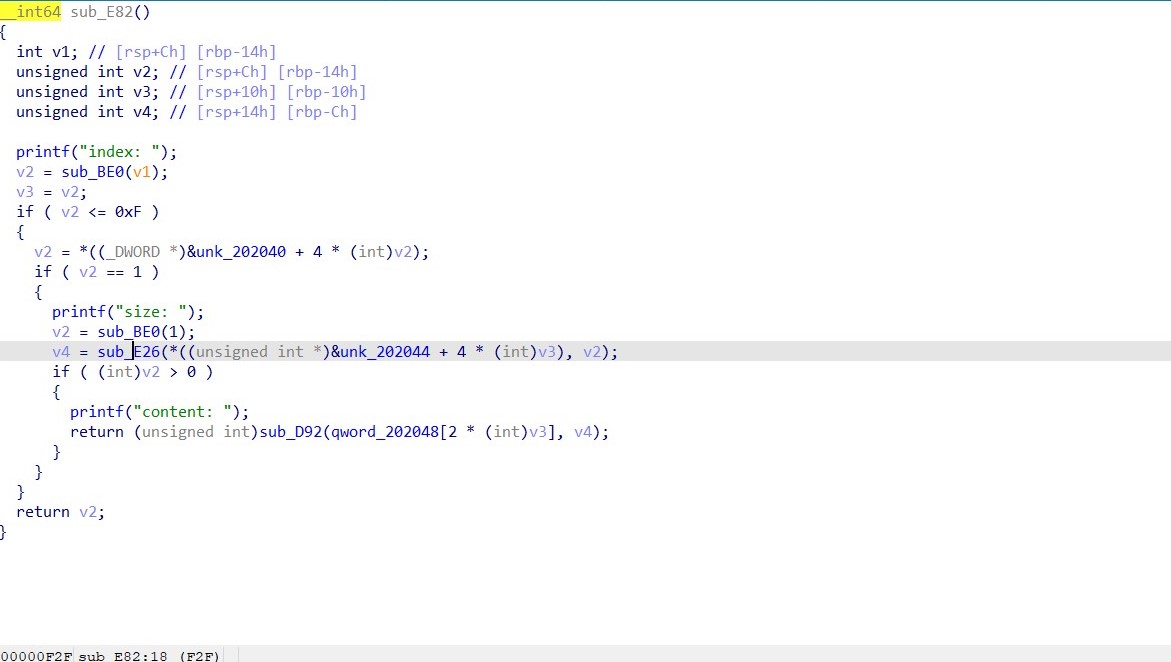 __int64 sub_E82()
{
  int v1; // [rsp+Ch] [rbp-14h]
  unsigned int v2; // [rsp+Ch] [rbp-14h]
  unsigned int v3; // [rsp+10h] [rbp-10h]
  unsigned int v4; // [rsp+14h] [rbp-Ch]
  printf("index: ");
  v2 = sub_BE0(v1);
  v3 = v2;
  if ( v2 <= 0xF )
  {
    v2 = *((_DWORD *)&unk_202040 + 4 * (int)v2);
    if ( v2 == 1 )
    {
      printf("size: ");
      v2 = sub_BE0(1);
      v4 = sub_E26(*((unsigned int *)&unk_202044 + 4 * (int)v3), v2);
      if ( (int)v2 > 0 )
      {
        printf("content: ");
        return (unsigned int)sub_D92(qword_202048[2 * (int)v3], v4);
      }
    }
  }
  return v2;
}
00000F2F sub_E82:18 (F2F)